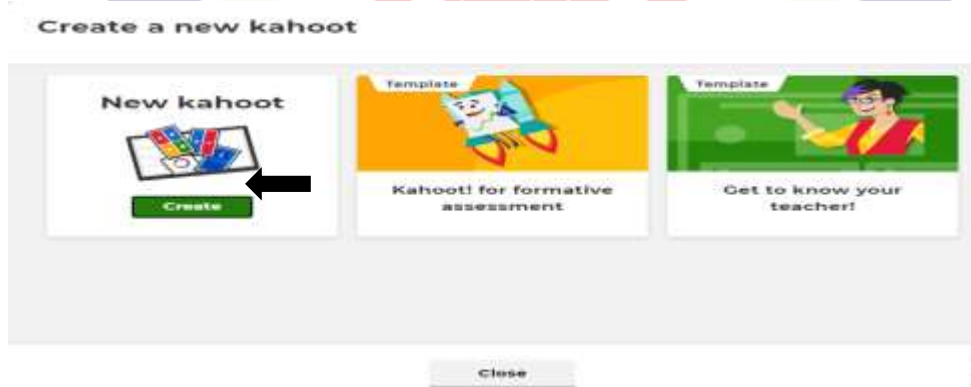 Create a new kahoot
New kahoot
Create
Template
Kahoot! for formative
assessment
Template
Get to know your
teacher!
Close